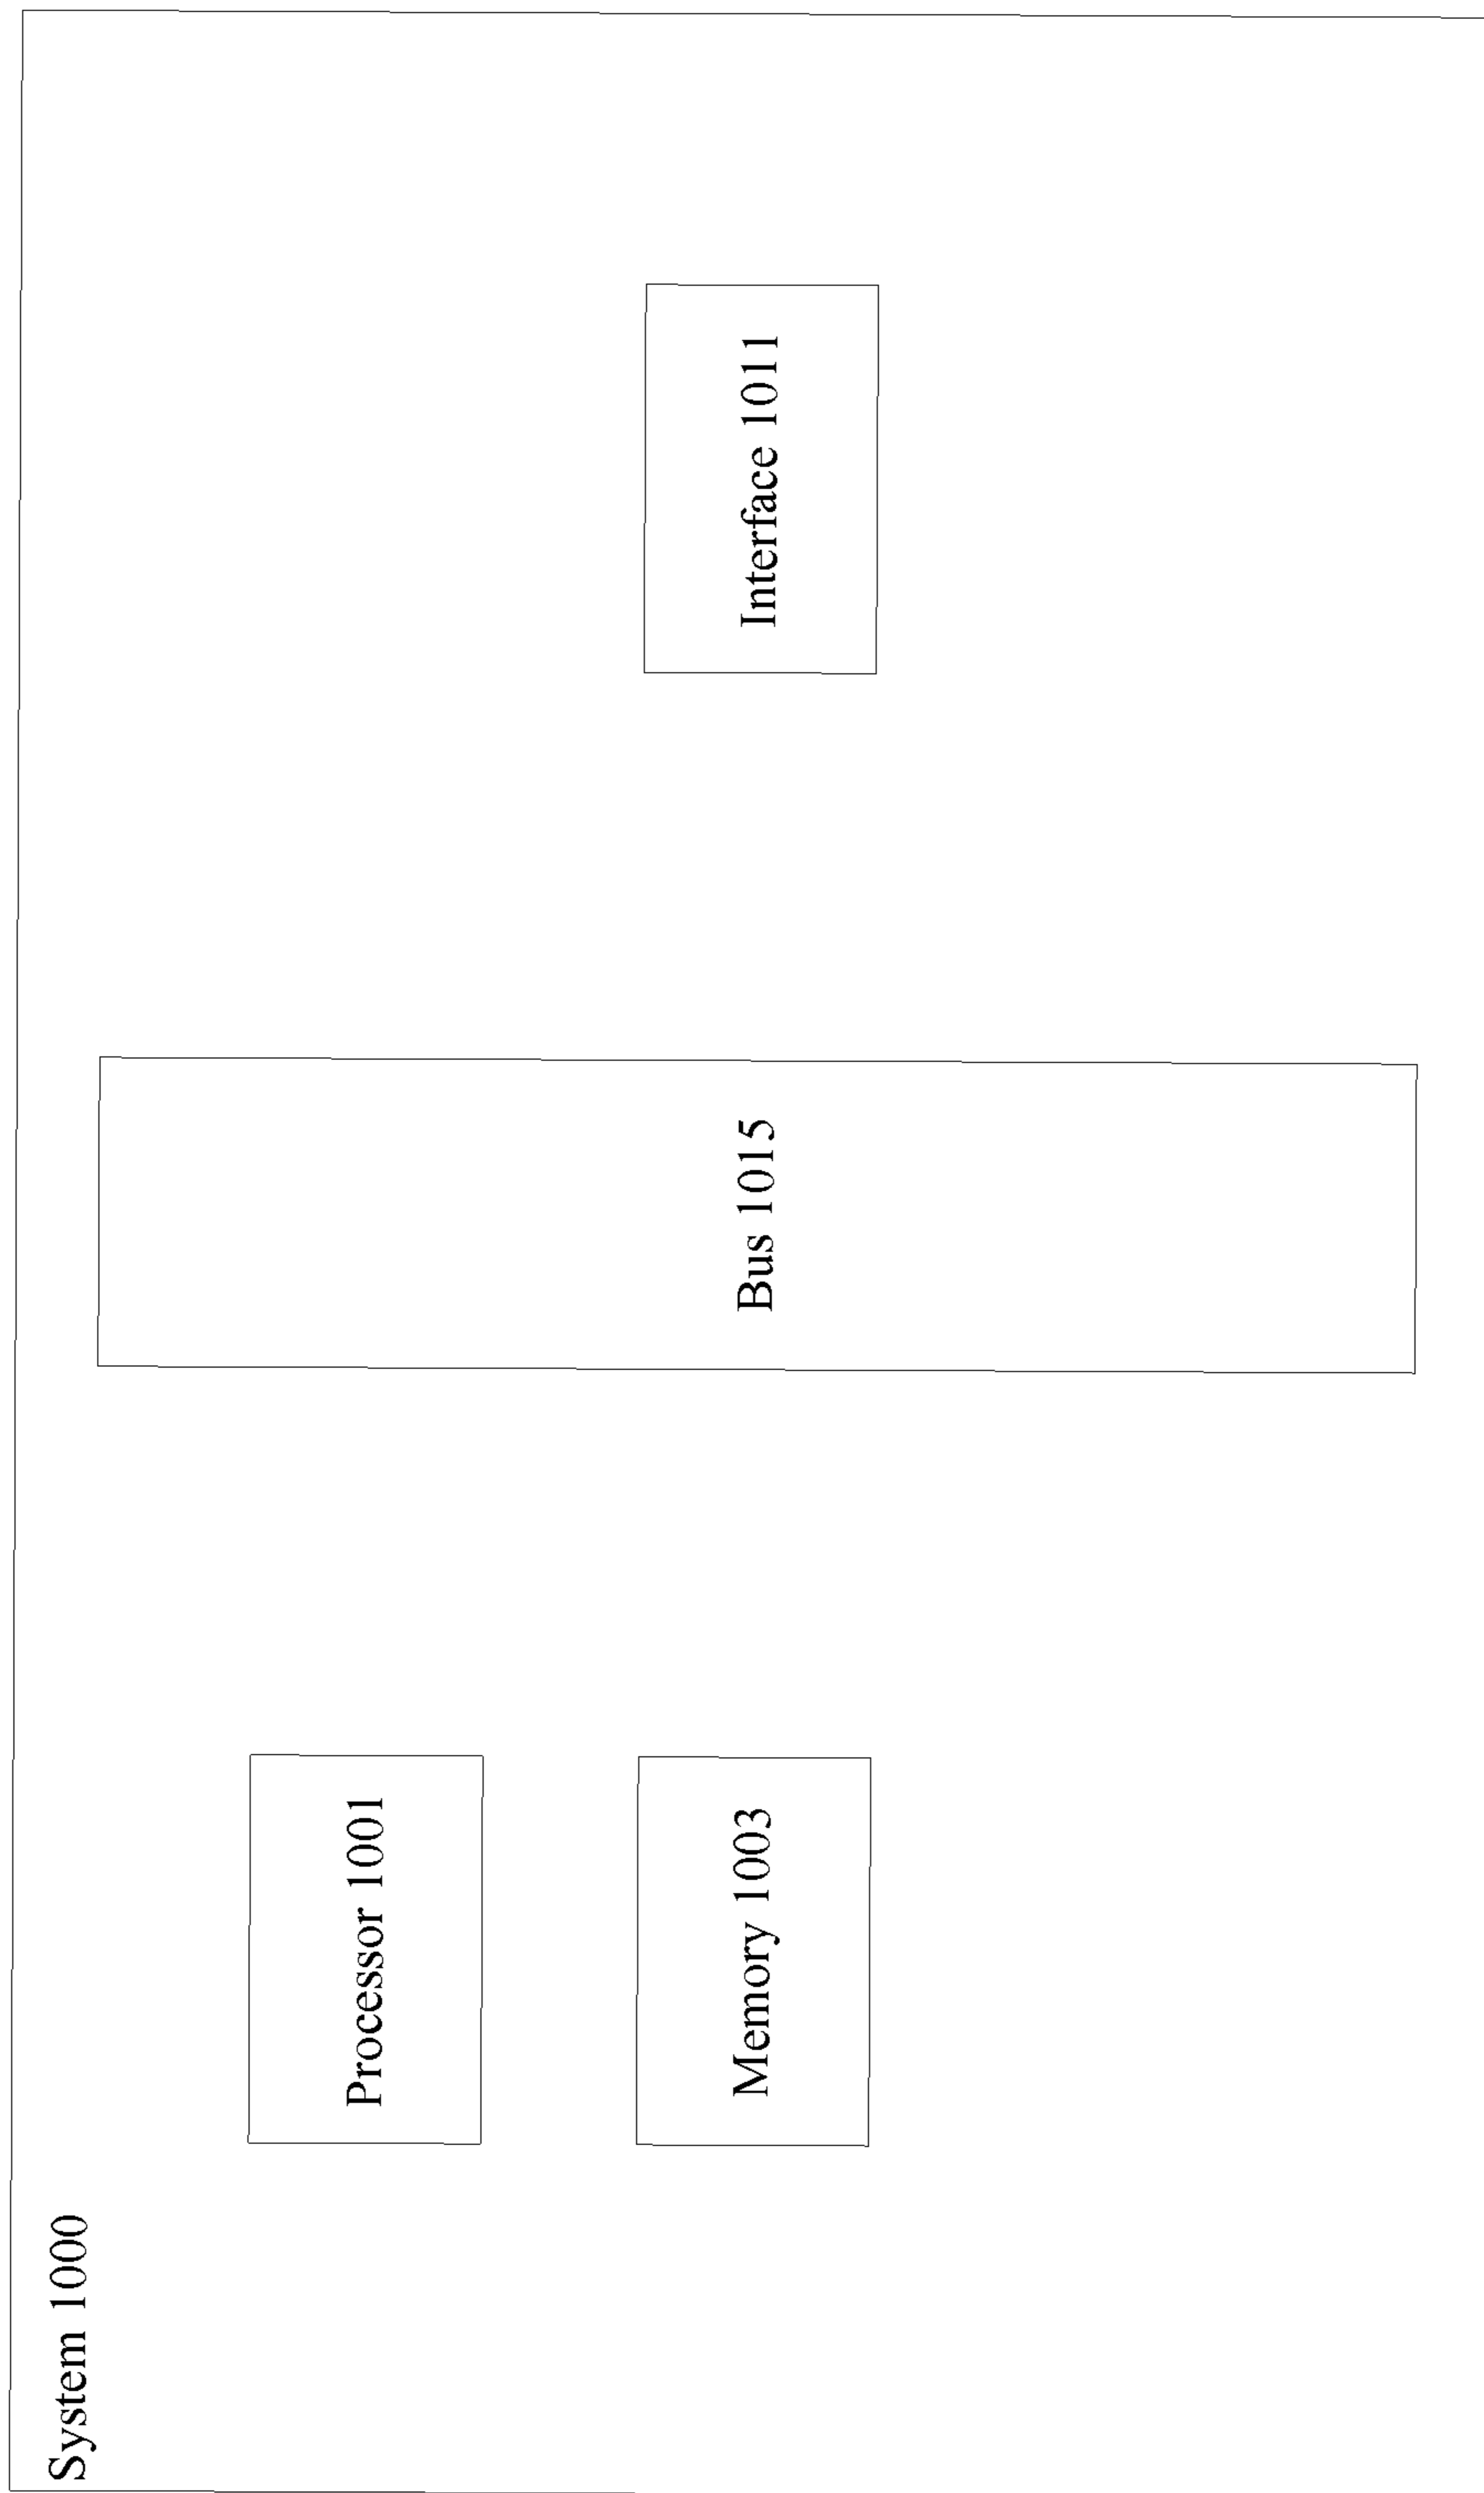 System 1000
Processor 1001
Memory 1003
Bus 1015
Interface 1011